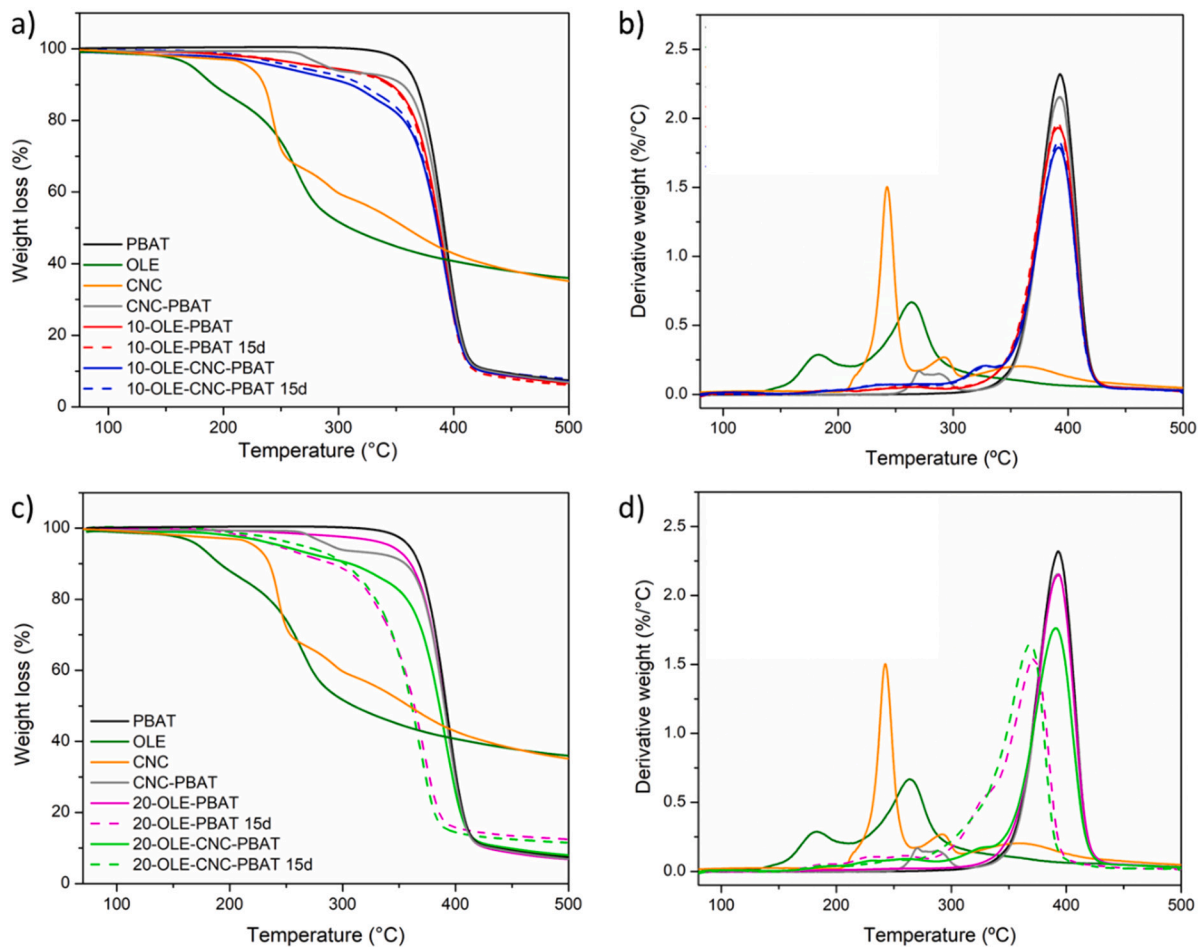 a)
100
80
60
40
20
0
Weight loss (%)
PBAT
OLE
CNC
CNC-PBAT
10-OLE-PBAT
10-OLE-PBAT 15d
10-OLE-CNC-PBAT
10-OLE-CNC-PBAT 15d
100 200 300 400 500
Temperature (°C)
b)
2.5
2.0
1.5
1.0
0.5
0.0
Derivative weight (%/°C)
100 200 300 400 500
Temperature (ºC)
c)
100
80
60
40
20
0
Weight loss (%)
PBAT
OLE
CNC
CNC-PBAT
20-OLE-PBAT
20-OLE-PBAT 15d
20-OLE-CNC-PBAT
20-OLE-CNC-PBAT 15d
100 200 300 400 500
Temperature (°C)
d)
2.5
2.0
1.5
1.0
0.5
0.0
Derivative weight (%/°C)
100 200 300 400 500
Temperature (ºC)